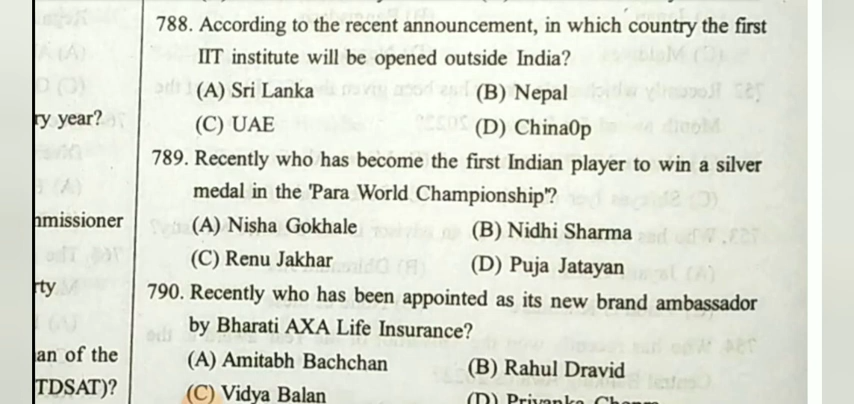 ry year?
mmissioner
rty
an of the
TDSAT)?
788. According to the recent announcement, in which country the first
IIT institute will be opened outside India?
(A) Sri Lanka (B) Nepal
(C) UAE (D) China0p
789. Recently who has become the first Indian player to win a silver
medal in the 'Para World Championship'?
(A) Nisha Gokhale (B) Nidhi Sharma
(C) Renu Jakhar (D) Puja Jatayan
790. Recently who has been appointed as its new brand ambassador
by Bharati AXA Life Insurance?
(A) Amitabh Bachchan (B) Rahul Dravid
(C) Vidya Balan (D) Priyanka Chopra